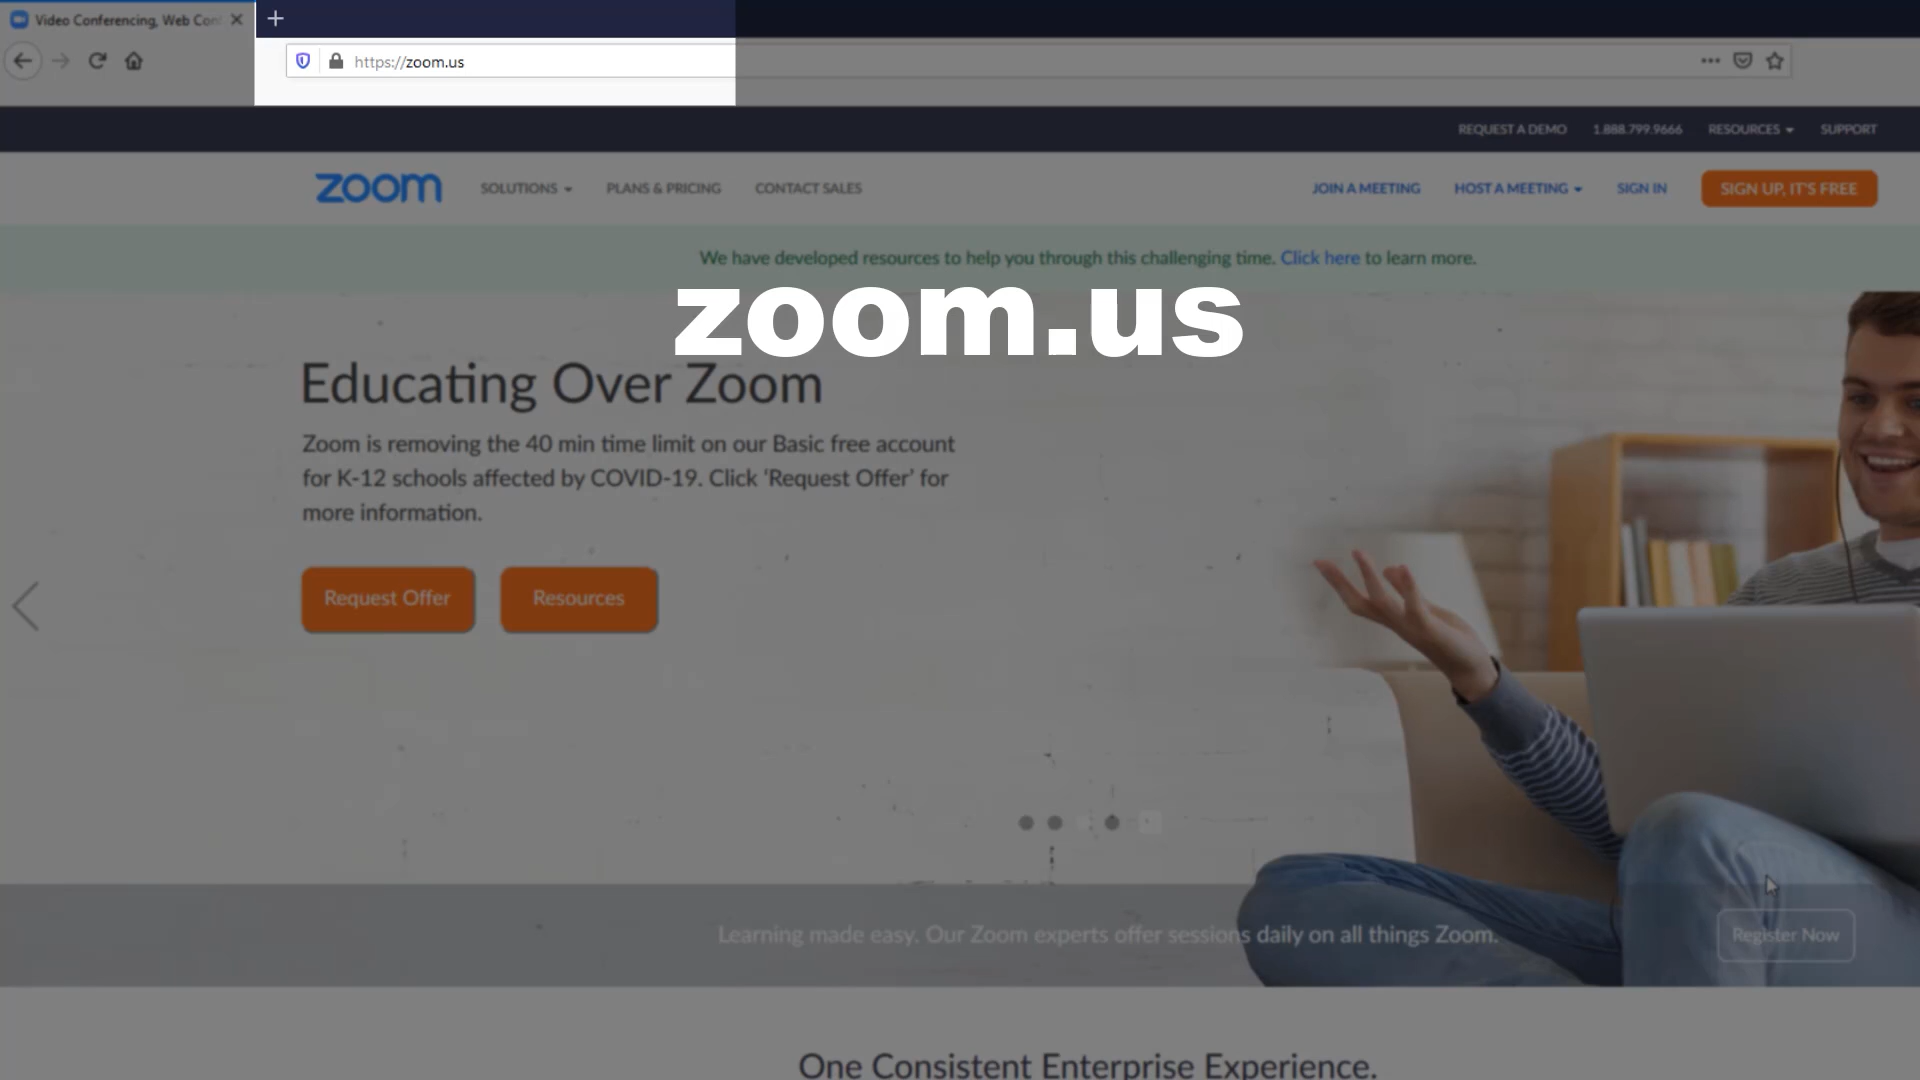 Video Conferencing, Web Con
https://zoom.us
REQUEST A DEMO 1.888.799.9666 RESOURCES SUPPORT
zoom SOLUTIONS PLANS & PRICING CONTACT SALES JOIN A MEETING HOST A MEETING SIGN IN SIGN UP, IT'S FREE
We have developed resources to help you through this challenging time. Click here to learn more.
zoom.us
Educating Over Zoom
Zoom is removing the 40 min time limit on our Basic free account
for K-12 schools affected by COVID-19. Click ‘Request Offer’ for
more information.
Request Offer Resources
Learning made easy. Our Zoom experts offer sessions daily on all things Zoom. Register Now
One Consistent Enterprise Experience.